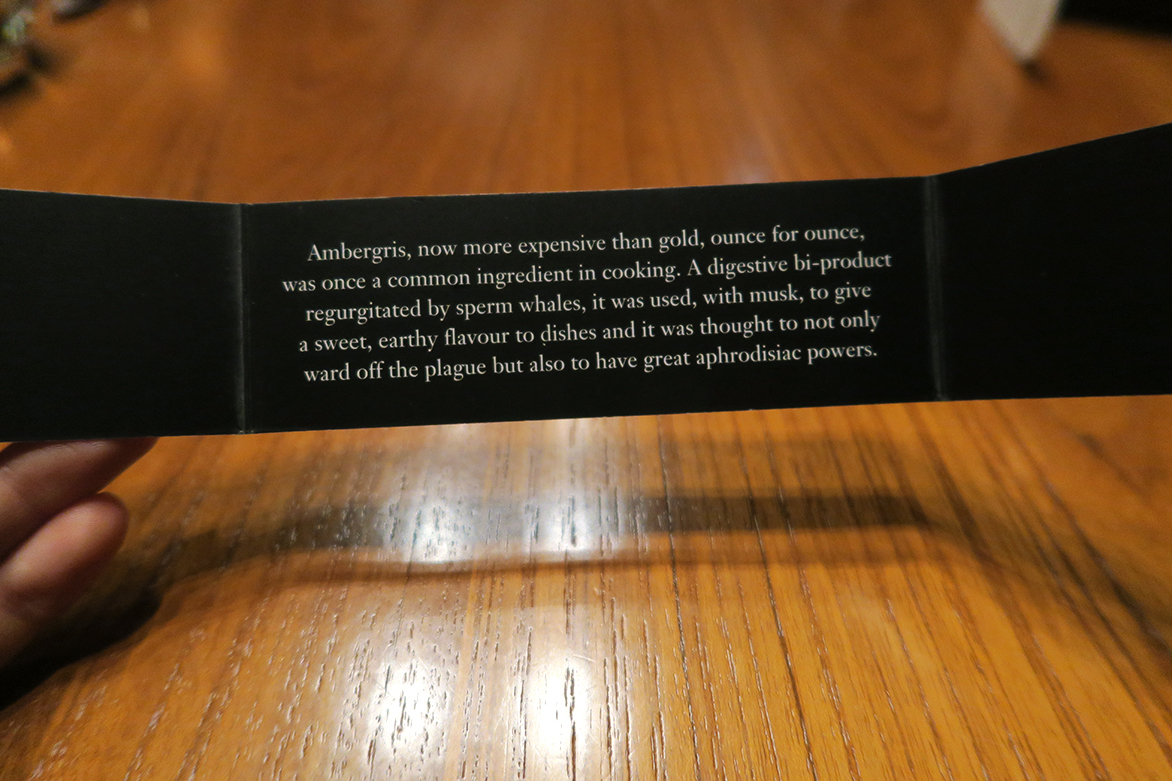 Ambergris, now more expensive than gold, ounce for ounce,
was once a common ingredient in cooking. A digestive bi-product
regurgitated by sperm whales, it was used, with musk, to give
a sweet, earthy flavour to dishes and it was thought to not only
ward off the plague but also to have great aphrodisiac powers.